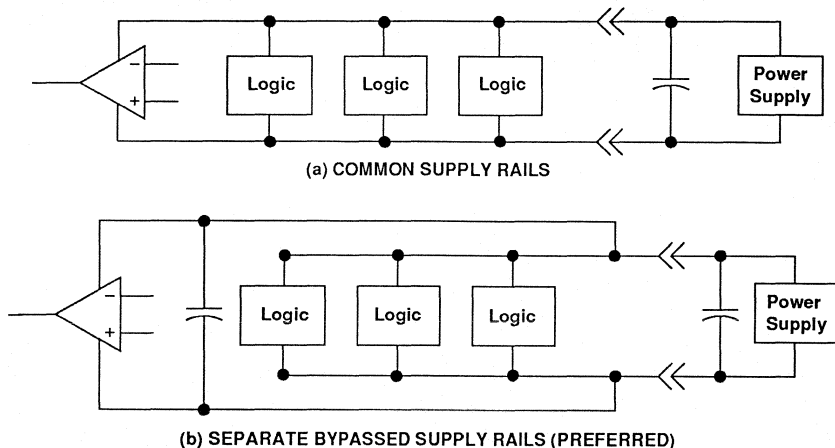 Logic Logic Logic Power
Supply
(a) COMMON SUPPLY RAILS
Logic Logic Logic Power
Supply
(b) SEPARATE BYPASSED SUPPLY RAILS (PREFERRED)